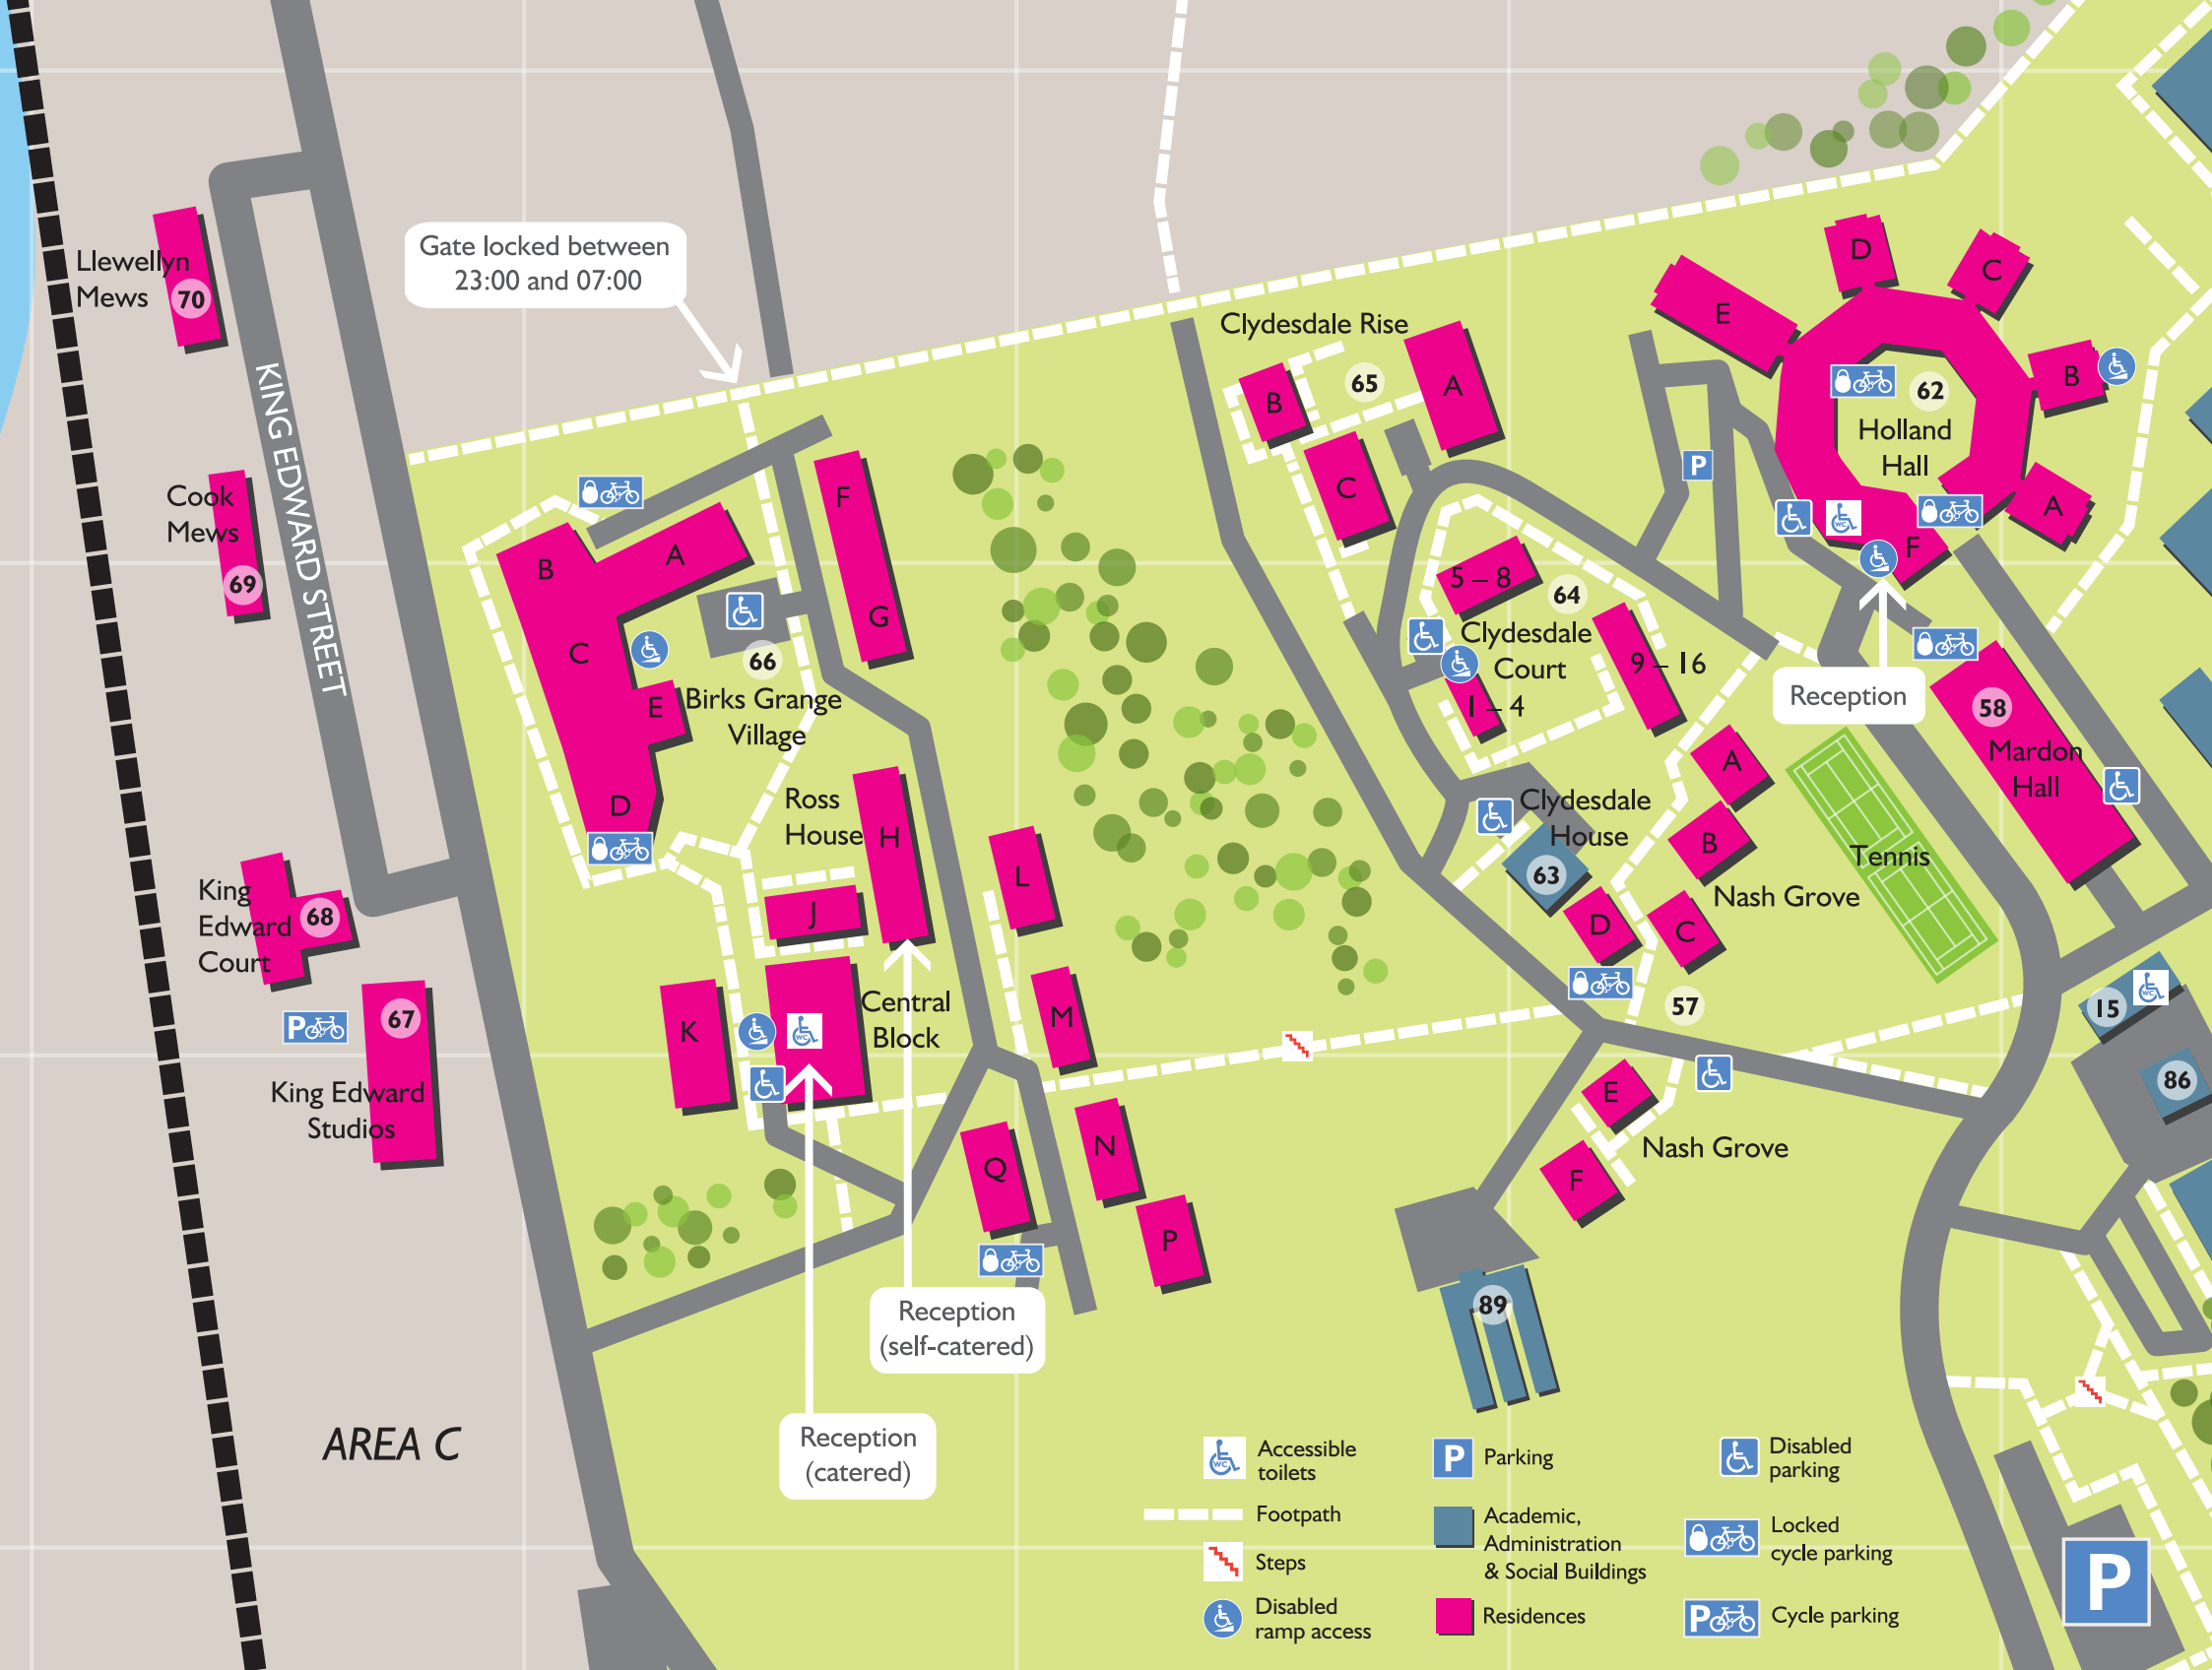 Gate locked between
23:00 and 07:00
Llewellyn
Mews
70
KING EDWARD STREET
Cook
Mews
69
King
Edward
Court
68
67
King Edward
Studios
P
AREA C
B
A
C
E
D
F
G
66
Birks Grange
Village
Ross
House
H
J
K
L
M
N
P
Q
Central
Block
WC
Reception
(self-catered)
Reception
(catered)
Clydesdale Rise
65
A
B
C
5 – 8
64
Clydesdale
Court
9 – 16
1 – 4
Clydesdale
House
63
P
E
D
C
B
A
F
62
Holland
Hall
WC
Reception
58
Mardon
Hall
A
B
C
D
Nash Grove
Tennis
57
E
F
Nash Grove
89
15
WC
86
P
WC
Accessible
toilets
Footpath
Steps
Disabled
ramp access
P
Parking
Academic,
Administration
& Social Buildings
Residences
Disabled
parking
Locked
cycle parking
P
Cycle parking